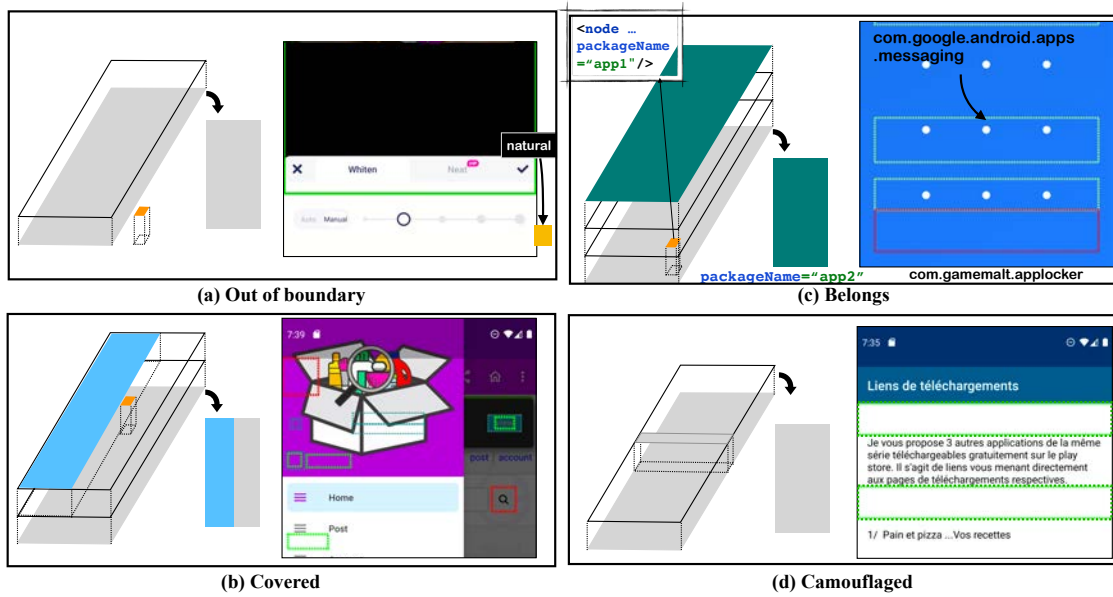 natural
Whiten
Neat
Auto Manual
(a) Out of boundary
<node …
packageName
=“app1"/>
com.google.android.apps
.messaging
packageName=“app2”
com.gamemalt.applocker
(c) Belongs
7:39
post account
Home
Post
(b) Covered
7:35
Liens de téléchargements
Je vous propose 3 autres applications de la même
série téléchargeables gratuitement sur le play
store. Il s'agit de liens vous menant directement
aux pages de téléchargements respectives.
1/ Pain et pizza ...Vos recettes
(d) Camouflaged